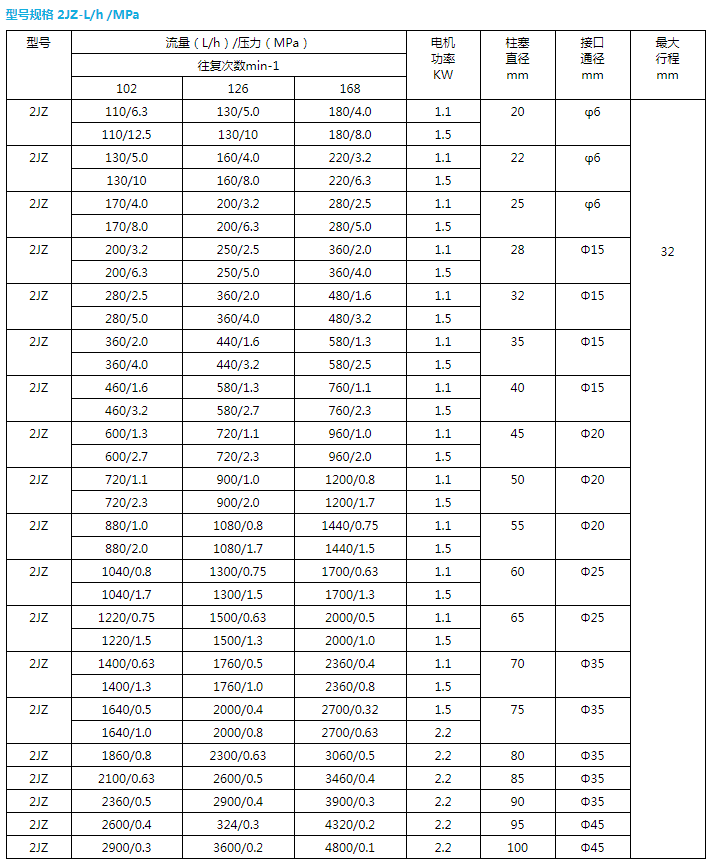 型号规格 2JZ-L/h /MPa
型号 流量（L/h）/压力（MPa） 电机功率KW 柱塞直径mm 接口通径mm 最大行程mm
往复次数min-1
102 126 168
2JZ 110/6.3 130/5.0 180/4.0 1.1 20 φ6
110/12.5 130/10 180/8.0 1.5
2JZ 130/5.0 160/4.0 220/3.2 1.1 22 φ6
130/10 160/8.0 220/6.3 1.5
2JZ 170/4.0 200/3.2 280/2.5 1.1 25 φ6
170/8.0 200/6.3 280/5.0 1.5
2JZ 200/3.2 250/2.5 360/2.0 1.1 28 Φ15 32
200/6.3 250/5.0 360/4.0 1.5
2JZ 280/2.5 360/2.0 480/1.6 1.1 32 Φ15
280/5.0 360/4.0 480/3.2 1.5
2JZ 360/2.0 440/1.6 580/1.3 1.1 35 Φ15
360/4.0 440/3.2 580/2.5 1.5
2JZ 460/1.6 580/1.3 760/1.1 1.1 40 Φ15
460/3.2 580/2.7 760/2.3 1.5
2JZ 600/1.3 720/1.1 960/1.0 1.1 45 Φ20
600/2.7 720/2.3 960/2.0 1.5
2JZ 720/1.1 900/1.0 1200/0.8 1.1 50 Φ20
720/2.3 900/2.0 1200/1.7 1.5
2JZ 880/1.0 1080/0.8 1440/0.75 1.1 55 Φ20
880/2.0 1080/1.7 1440/1.5 1.5
2JZ 1040/0.8 1300/0.75 1700/0.63 1.1 60 Φ25
1040/1.7 1300/1.5 1700/1.3 1.5
2JZ 1220/0.75 1500/0.63 2000/0.5 1.1 65 Φ25
1220/1.5 1500/1.3 2000/1.0 1.5
2JZ 1400/0.63 1760/0.5 2360/0.4 1.1 70 Φ35
1400/1.3 1760/1.0 2360/0.8 1.5
2JZ 1640/0.5 2000/0.4 2700/0.32 1.5 75 Φ35
1640/1.0 2000/0.8 2700/0.63 2.2
2JZ 1860/0.8 2300/0.63 3060/0.5 2.2 80 Φ35
2JZ 2100/0.63 2600/0.5 3460/0.4 2.2 85 Φ35
2JZ 2360/0.5 2900/0.4 3900/0.3 2.2 90 Φ35
2JZ 2600/0.4 324/0.3 4320/0.2 2.2 95 Φ45
2JZ 2900/0.3 3600/0.2 4800/0.1 2.2 100 Φ45